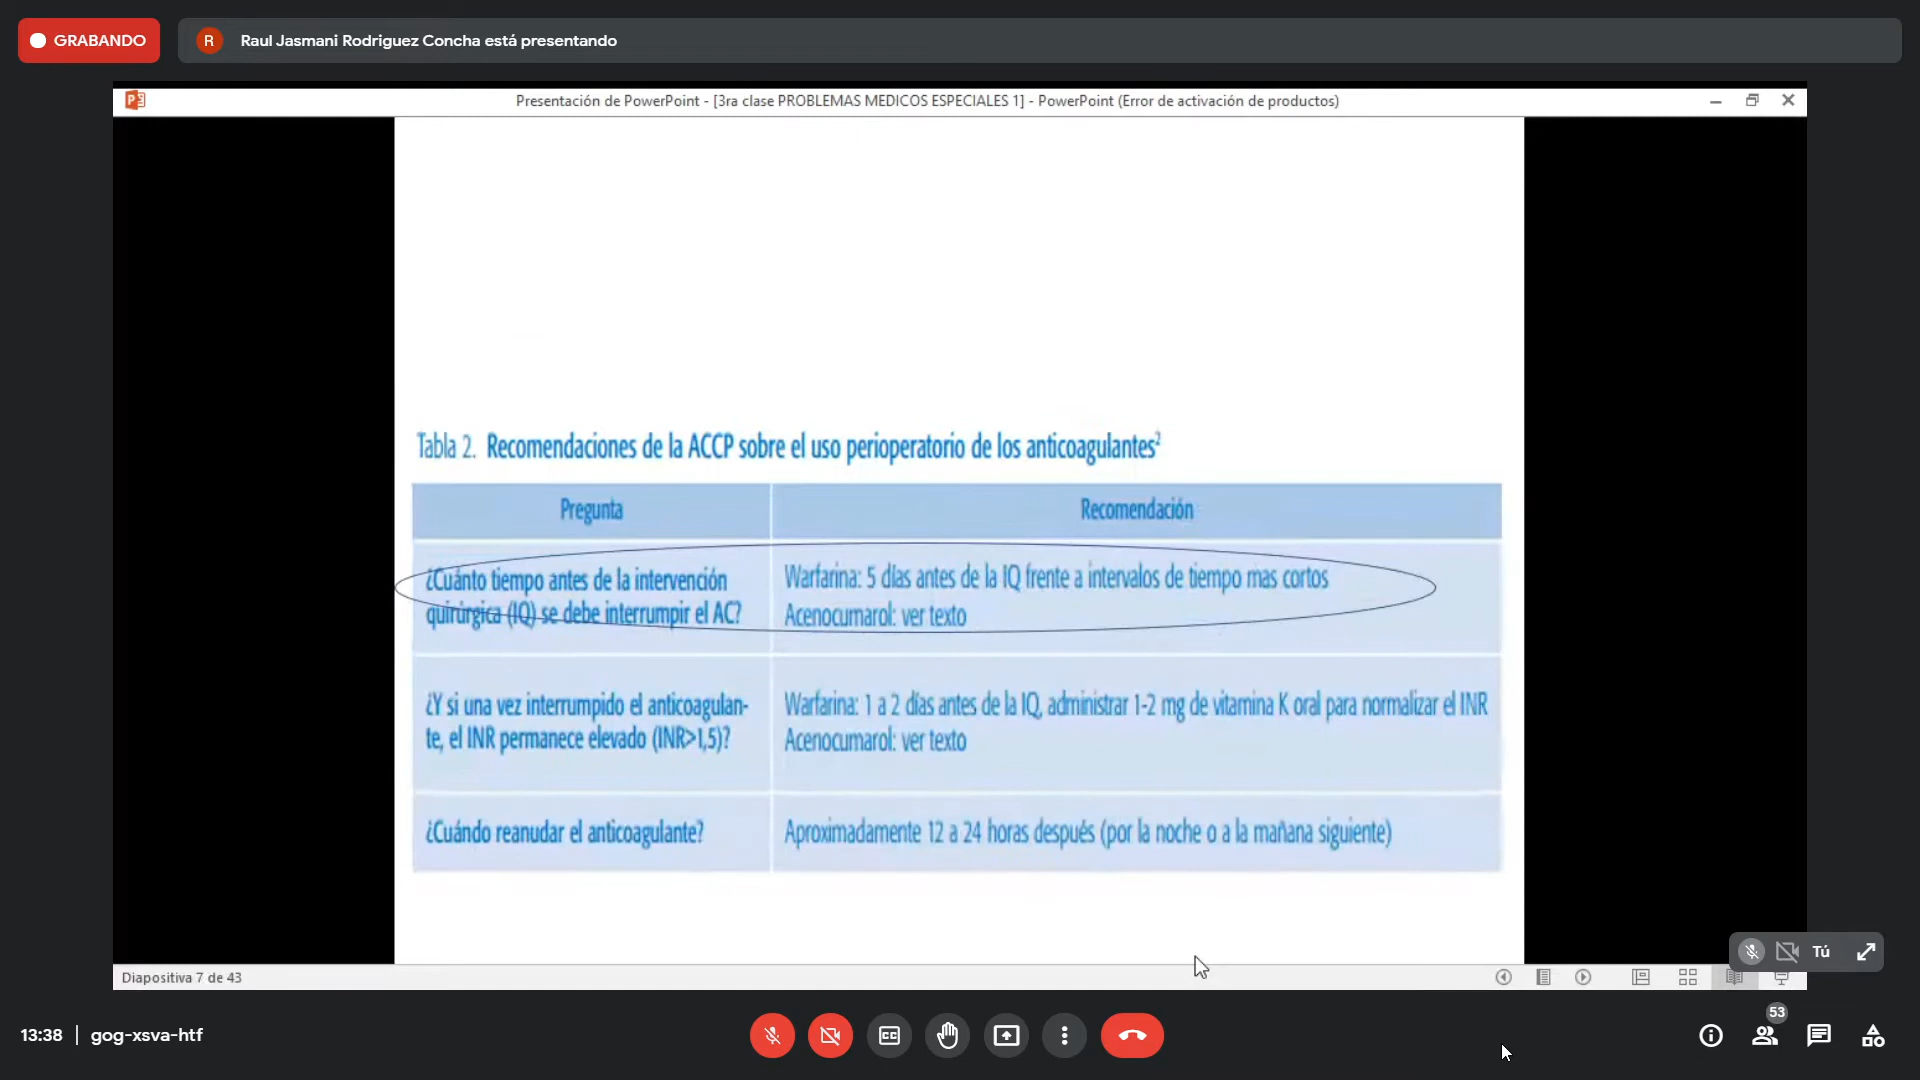 GRABANDO
R Raul Jasmani Rodriguez Concha está presentando
Presentación de PowerPoint - [3ra clase PROBLEMAS MEDICOS ESPECIALES 1] - PowerPoint (Error de activación de productos)
Tabla 2. Recomendaciones de la ACCP sobre el uso perioperatorio de los anticoagulantes²
Pregunta
Recomendación
¿Cuánto tiempo antes de la intervención
quirúrgica (IQ) se debe interrumpir el AC?
Warfarina: 5 días antes de la IQ frente a intervalos de tiempo mas cortos
Acenocumarol: ver texto
¿Y si una vez interrumpido el anticoagulan-
te, el INR permanece elevado (INR>1,5)?
Warfarina: 1 a 2 días antes de la IQ, administrar 1-2 mg de vitamina K oral para normalizar el INR
Acenocumarol: ver texto
¿Cuándo reanudar el anticoagulante?
Aproximadamente 12 a 24 horas después (por la noche o a la mañana siguiente)
Tú
Diapositiva 7 de 43
53
13:38 | gog-xsva-htf